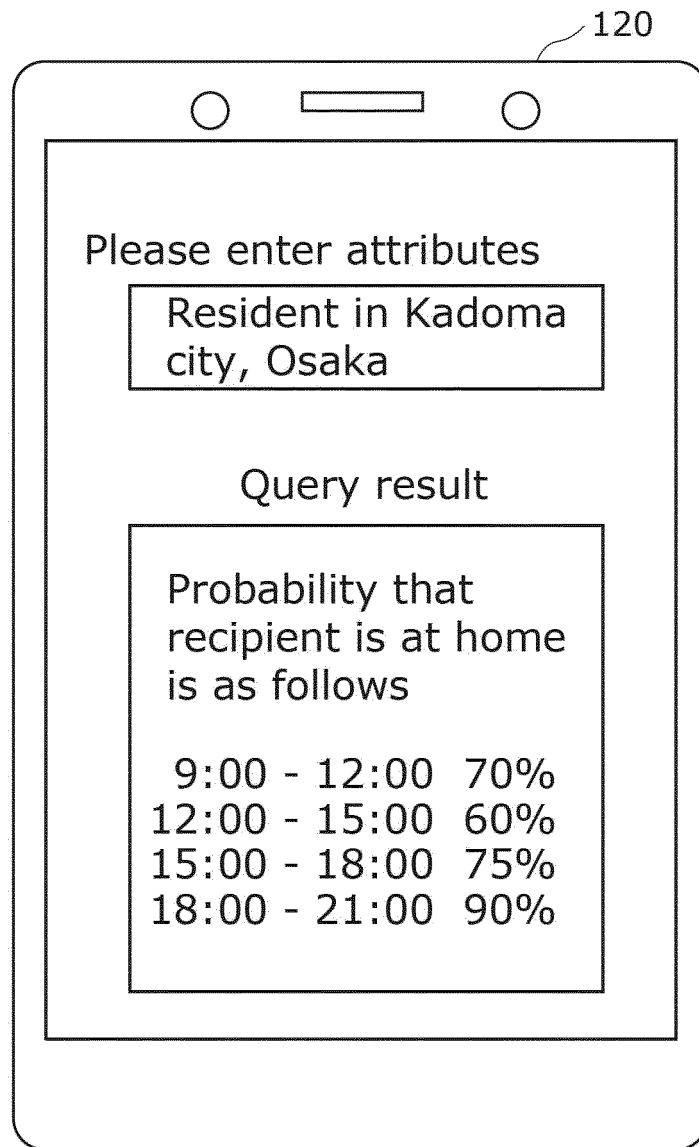 120
Please enter attributes
Resident in Kadoma
city, Osaka
Query result
Probability that
recipient is at home
is as follows
9:00 - 12:00 70%
12:00 - 15:00 60%
15:00 - 18:00 75%
18:00 - 21:00 90%